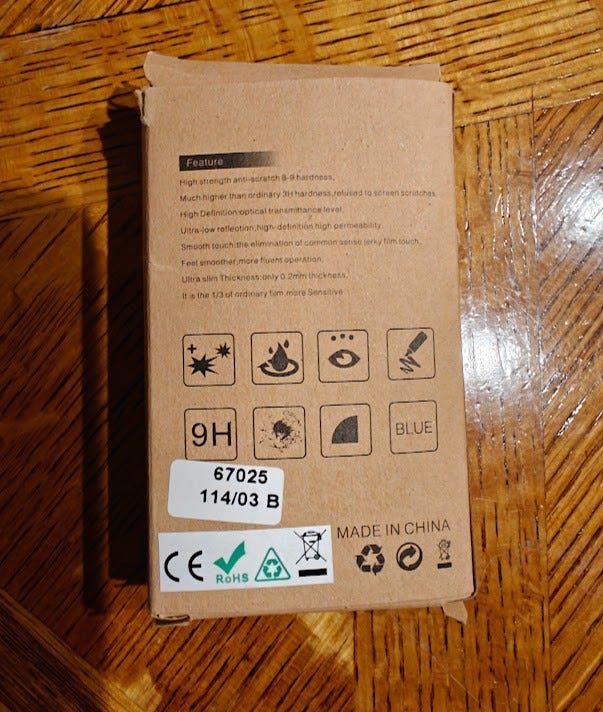 Feature
High strength anti-scratch 8-9 hardness,
Much higher than ordinary 3H hardness,refused to screen scratches.
High Definition:optical transmittance level.
Ultra-low reflection,high-definition high permeability.
Smooth touch:the elimination of common sense jerky film touch,
Feel smoother,more fluent operation.
Ultra slim Thickness:only 0.2mm thickness,
It is the 1/3 of ordinary film,more Sensitive
9H
BLUE
67025
114/03 B
MADE IN CHINA
CE
RoHS